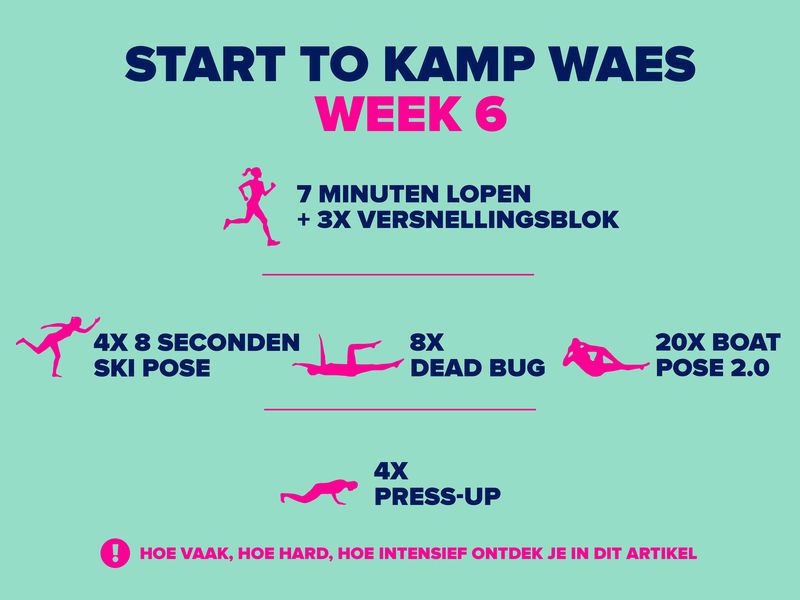 START TO KAMP WAES
WEEK 6
7 MINUTEN LOPEN
+ 3X VERSNELLINGSBLOK
4X 8 SECONDEN
SKI POSE
8X
DEAD BUG
20X BOAT
POSE 2.0
4X
PRESS-UP
! HOE VAAK, HOE HARD, HOE INTENSIEF ONTDEK JE IN DIT ARTIKEL